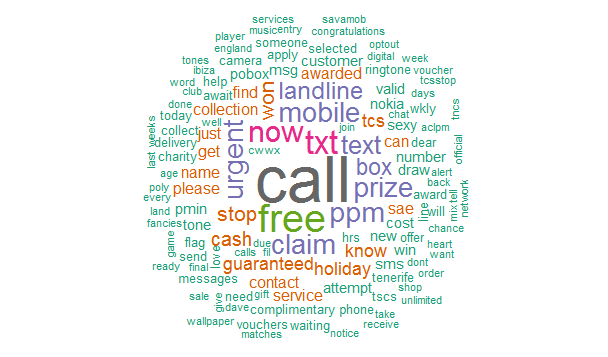 services savamob
player musicentry congratulations
england someone selected optout
tones camera apply customer digital week
ibiza pobox msg awarded ringtone voucher
word help find won landline valid tcsstop
club await nokia days
done collection mobile wkly
today well urgent now txt tcs sexy chat aclpm tncs
collect just join text can dear official
last weeks delivery get cwww number
charity call box draw alert
age name prize award back tell
poly please mix network
every free ppm sae line will
land pmin stop cost chance
fancies tone claim new offer heart
flag cash due hrs know win want
game send love calls fil sms dont
ready final guaranteed holiday tenerife order
messages contact attempt shop
sale give need gift service tscs unlimited
dave complimentary phone take
wallpaper vouchers waiting receive
matches notice